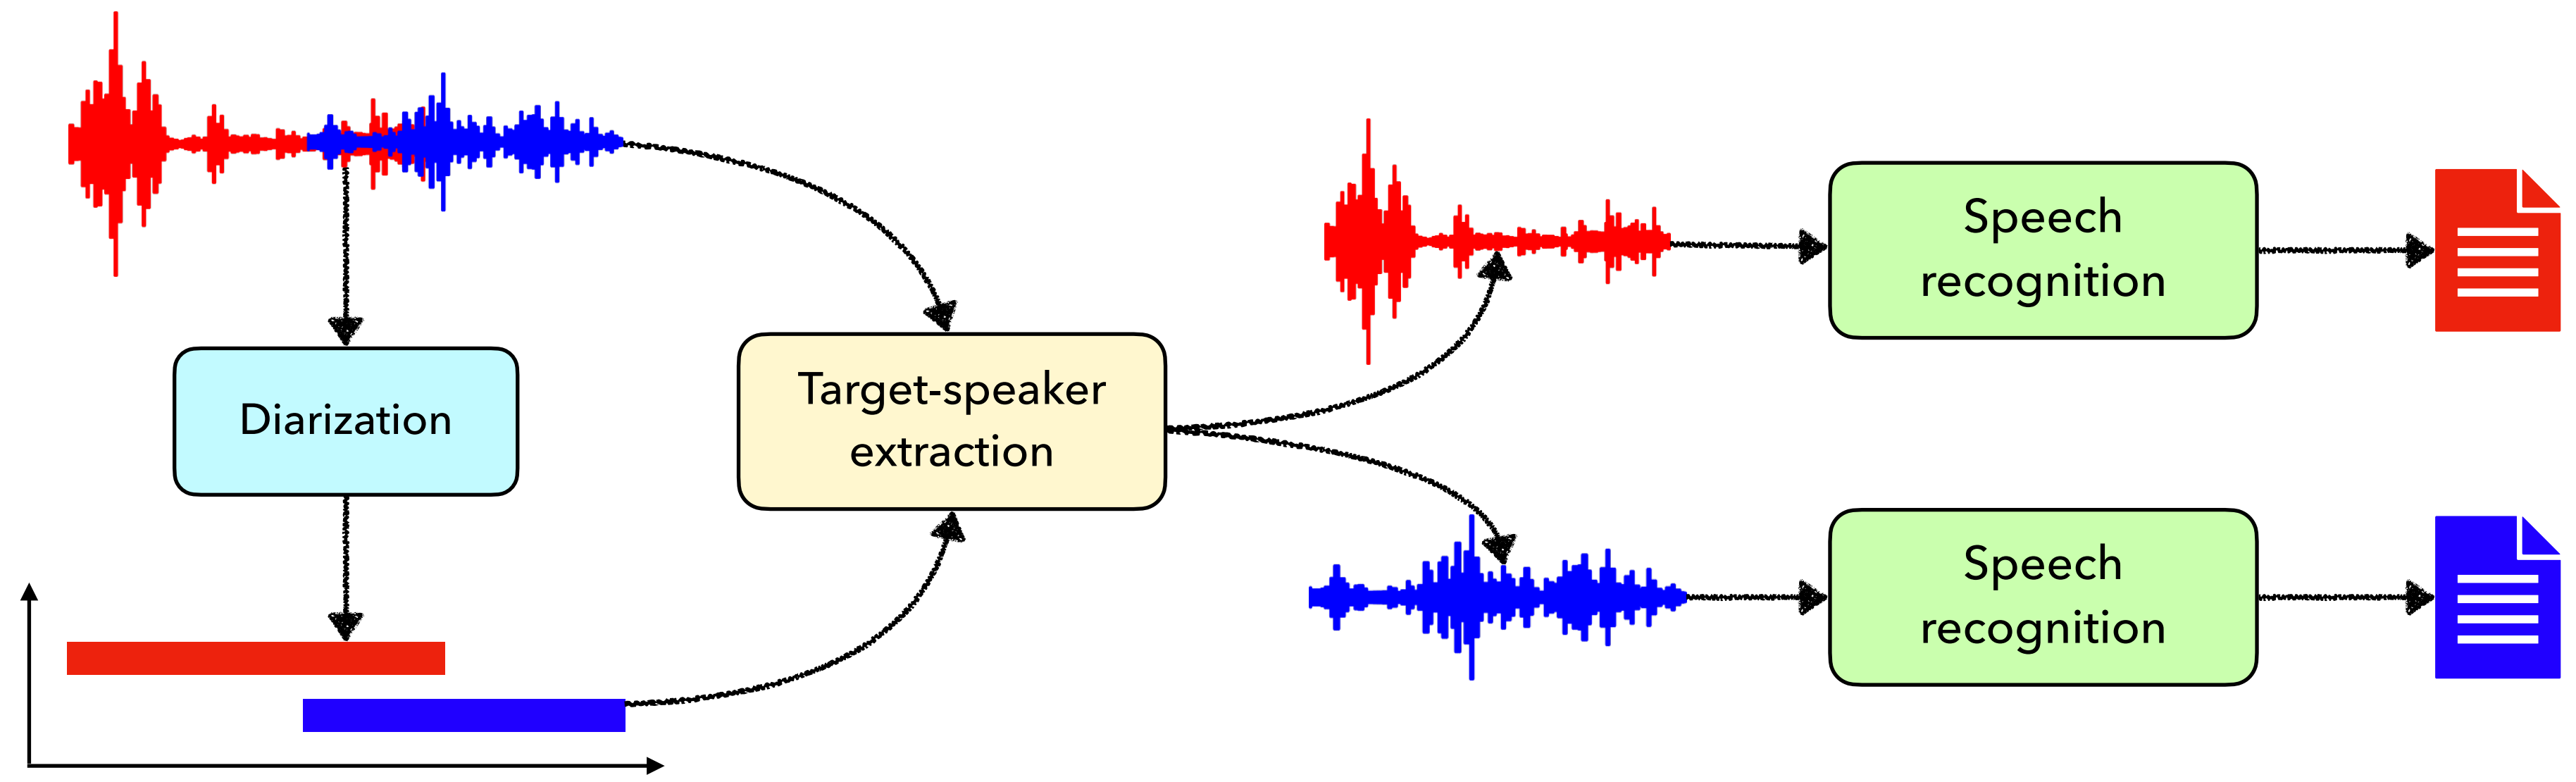 Diarization
Target-speaker
extraction
Speech
recognition
Speech
recognition